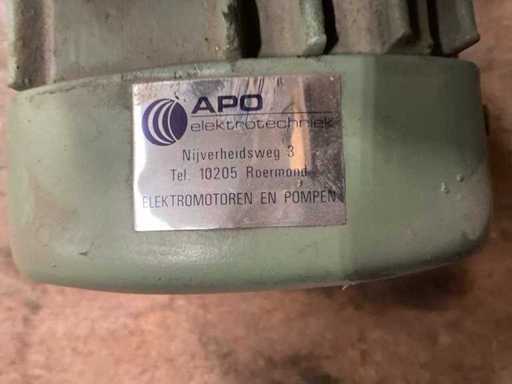 APO
elektrotechniek
Nijverheidsweg 3
Tel. 10205 Roermond
ELEKTROMOTOREN EN POMPEN